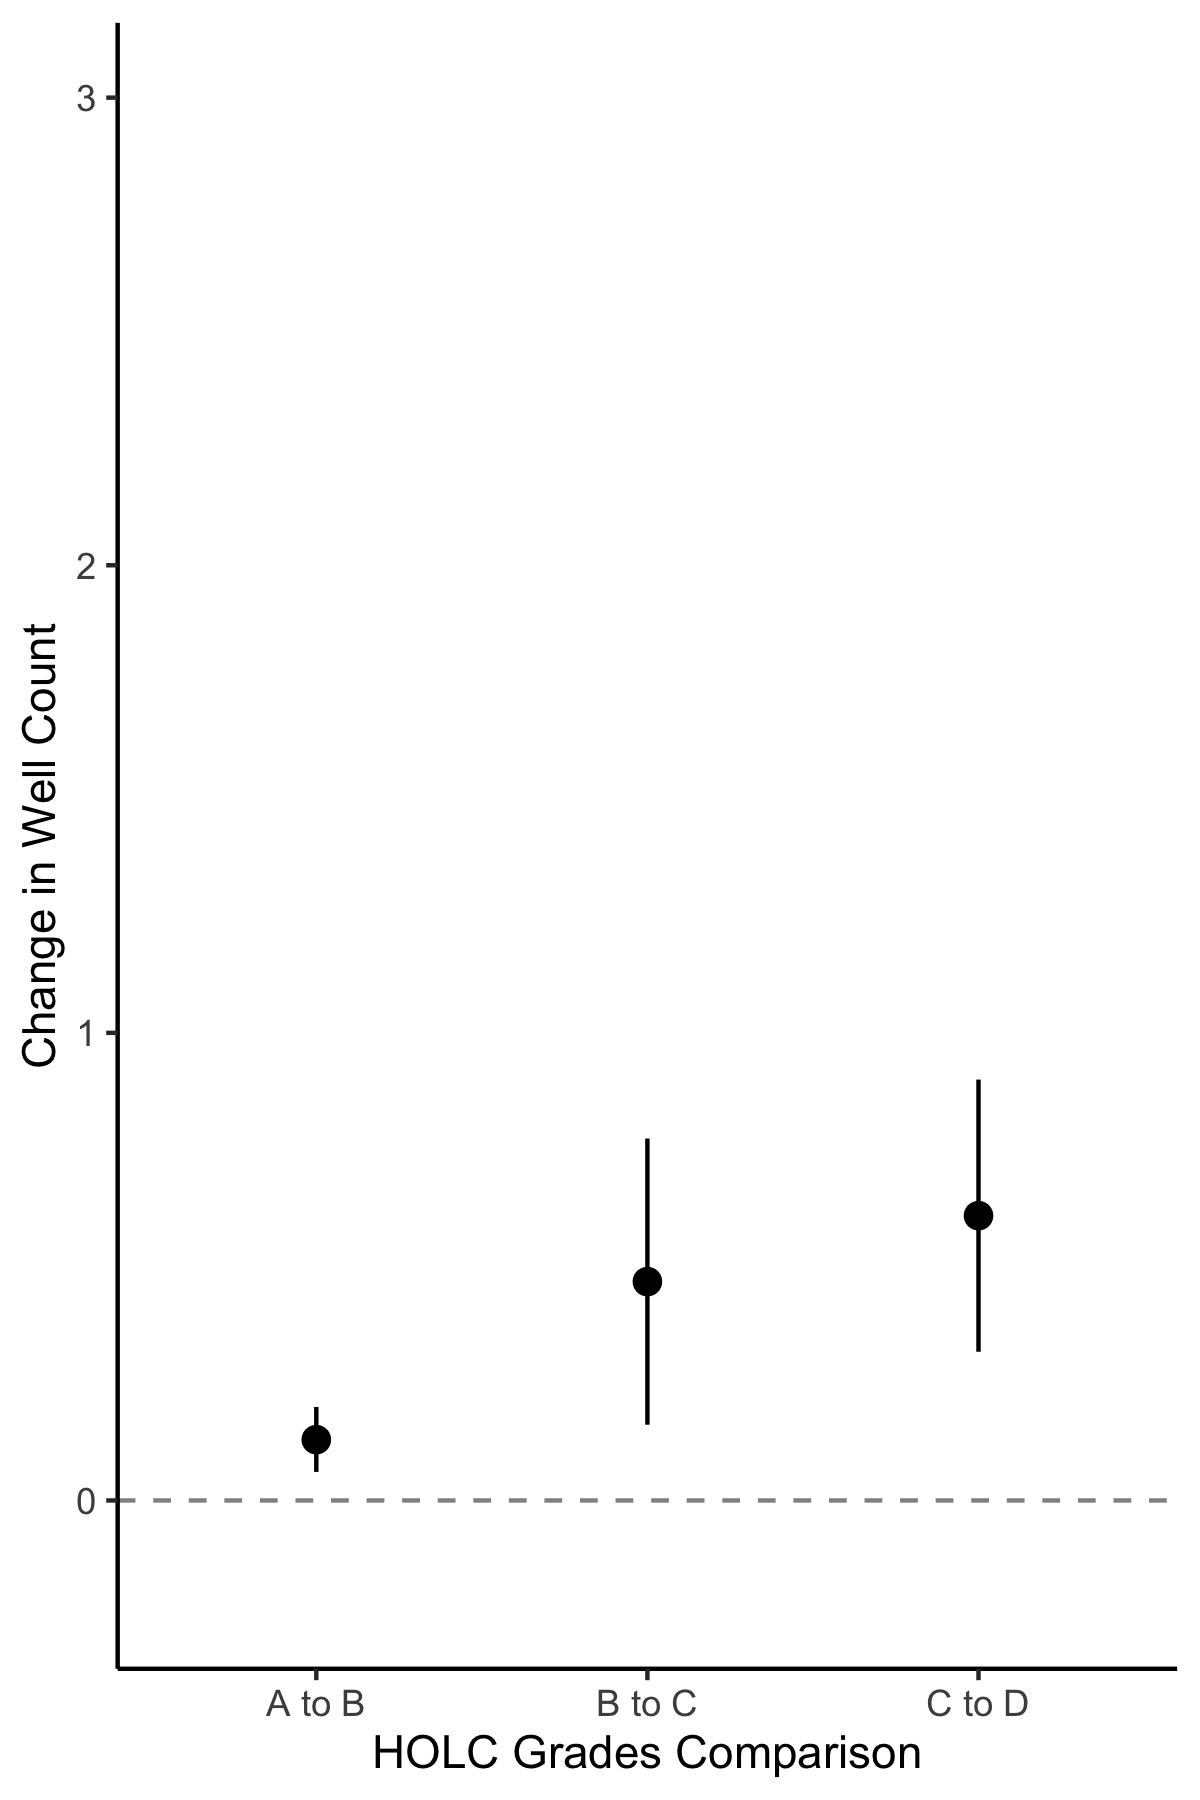 3
2
1
0
Change in Well Count
A to B
B to C
C to D
HOLC Grades Comparison